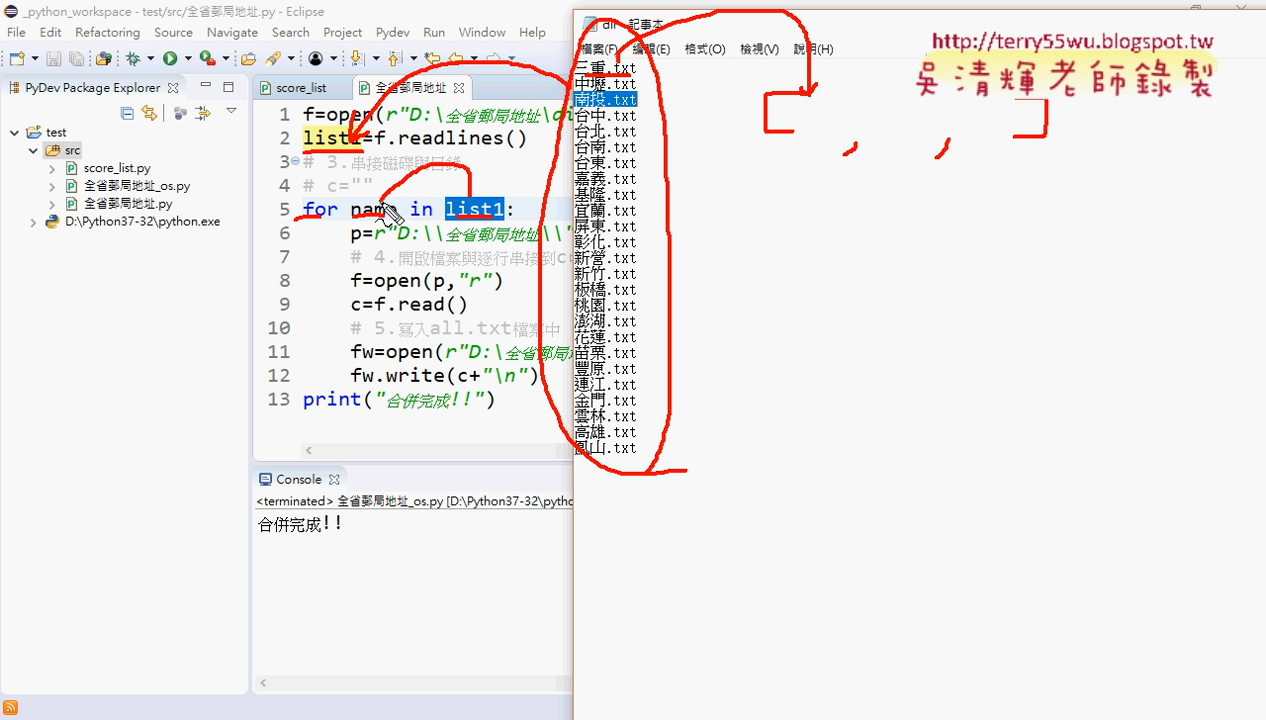 _python_workspace - test/src/全省郵局地址.py - Eclipse
File Edit Refactoring Source Navigate Search Project Pydev Run Window Help
PyDev Package Explorer
test
src
score_list.py
全省郵局地址_os.py
全省郵局地址.py
D:\Python37-32\python.exe
score_list
全省郵局地址
1 f=open(r"D:\全省郵局地址\di
2 list1=f.readlines()
3 # 3.串接磁碟與目錄
4 # c=""
5 for name in list1:
6 p=r"D:\\全省郵局地址\\"
7 # 4.開啟檔案與逐行串接到c
8 f=open(p,"r")
9 c=f.read()
10 # 5.寫入all.txt檔案中
11 fw=open(r"D:\全省郵局
12 fw.write(c+"\n")
13 print("合併完成!!")
Console
<terminated> 全省郵局地址_os.py [D:\Python37-32\pytho
合併完成!!
dir - 記事本
檔案(F) 編輯(E) 格式(O) 檢視(V) 說明(H)
三重.txt
中壢.txt
南投.txt
台中.txt
台北.txt
台南.txt
台東.txt
嘉義.txt
基隆.txt
宜蘭.txt
屏東.txt
彰化.txt
新營.txt
新竹.txt
板橋.txt
桃園.txt
澎湖.txt
花蓮.txt
苗栗.txt
豐原.txt
連江.txt
金門.txt
雲林.txt
高雄.txt
鳳山.txt
[ , , ]
http://terry55wu.blogspot.tw
吳清輝老師錄製